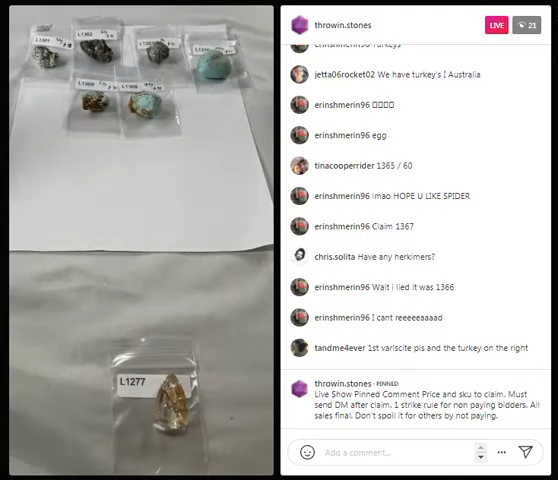 throwin.stones
LIVE
21
erinshmerin96 Turkeys
jetta06rocket02 We have turkey's I Australia
erinshmerin96 □□□□
erinshmerin96 egg
tinacooperrider 1365 / 60
erinshmerin96 lmao HOPE U LIKE SPIDER
erinshmerin96 Claim 1367
chris.solita Have any herkimers?
erinshmerin96 Wait i lied it was 1366
erinshmerin96 I cant reeeeeaaaad
tandme4ever 1st variscite pls and the turkey on the right
throwin.stones · PINNED
Live Show Pinned Comment Price and sku to claim. Must
send DM after claim. 1 strike rule for non paying bidders. All
sales final. Don't spoil it for others by not paying.
Add a comment...
L1362
L1277